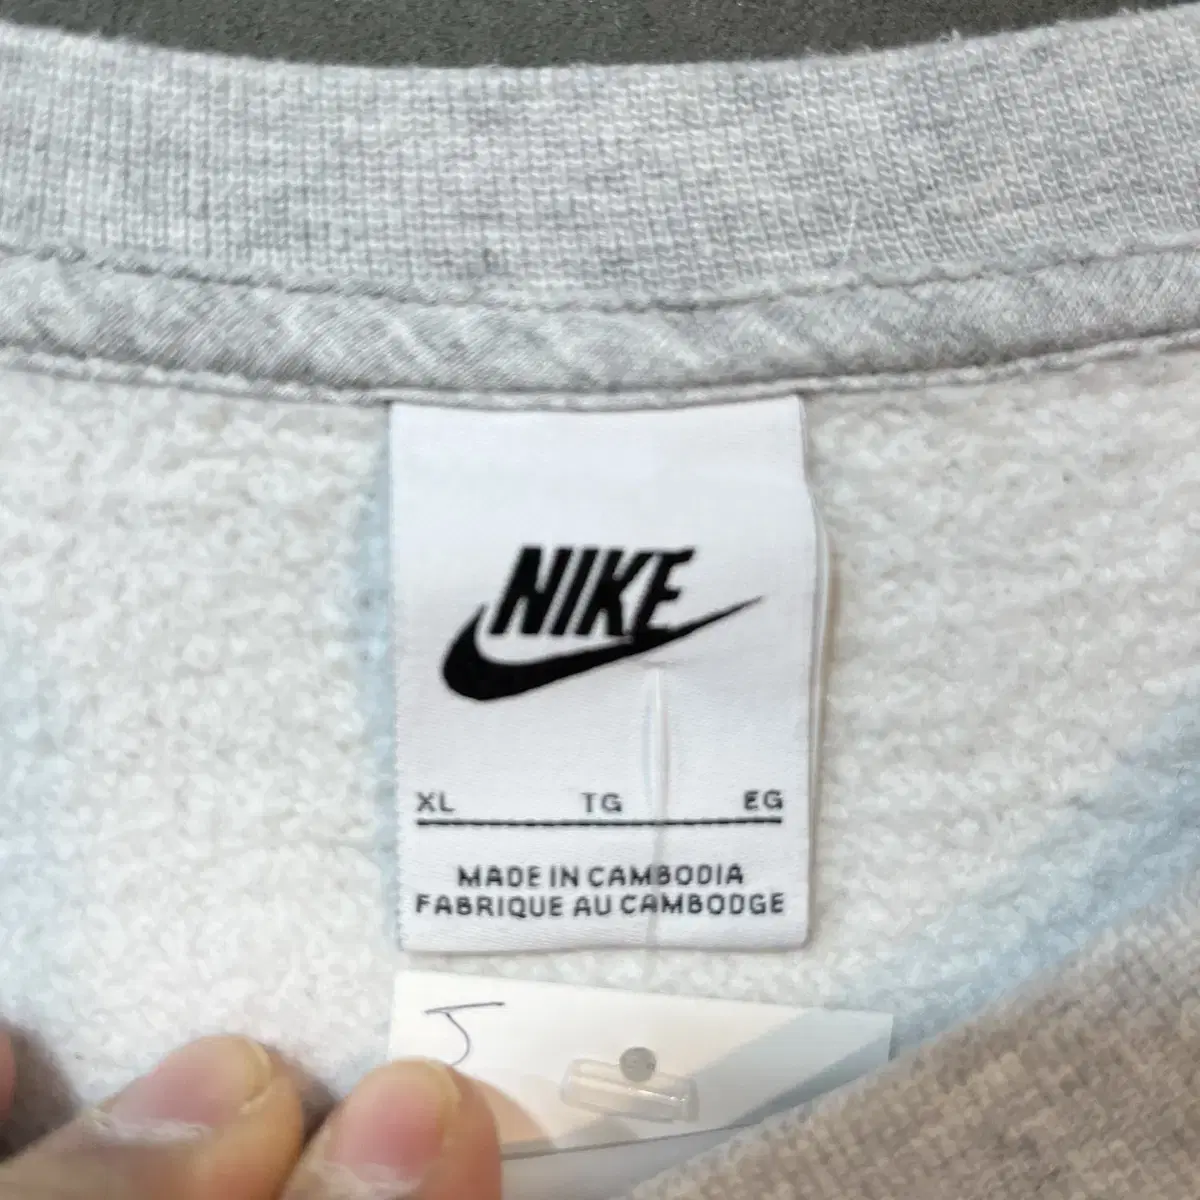 NIKE
XL TG EG
MADE IN CAMBODIA
FABRIQUE AU CAMBODGE
J